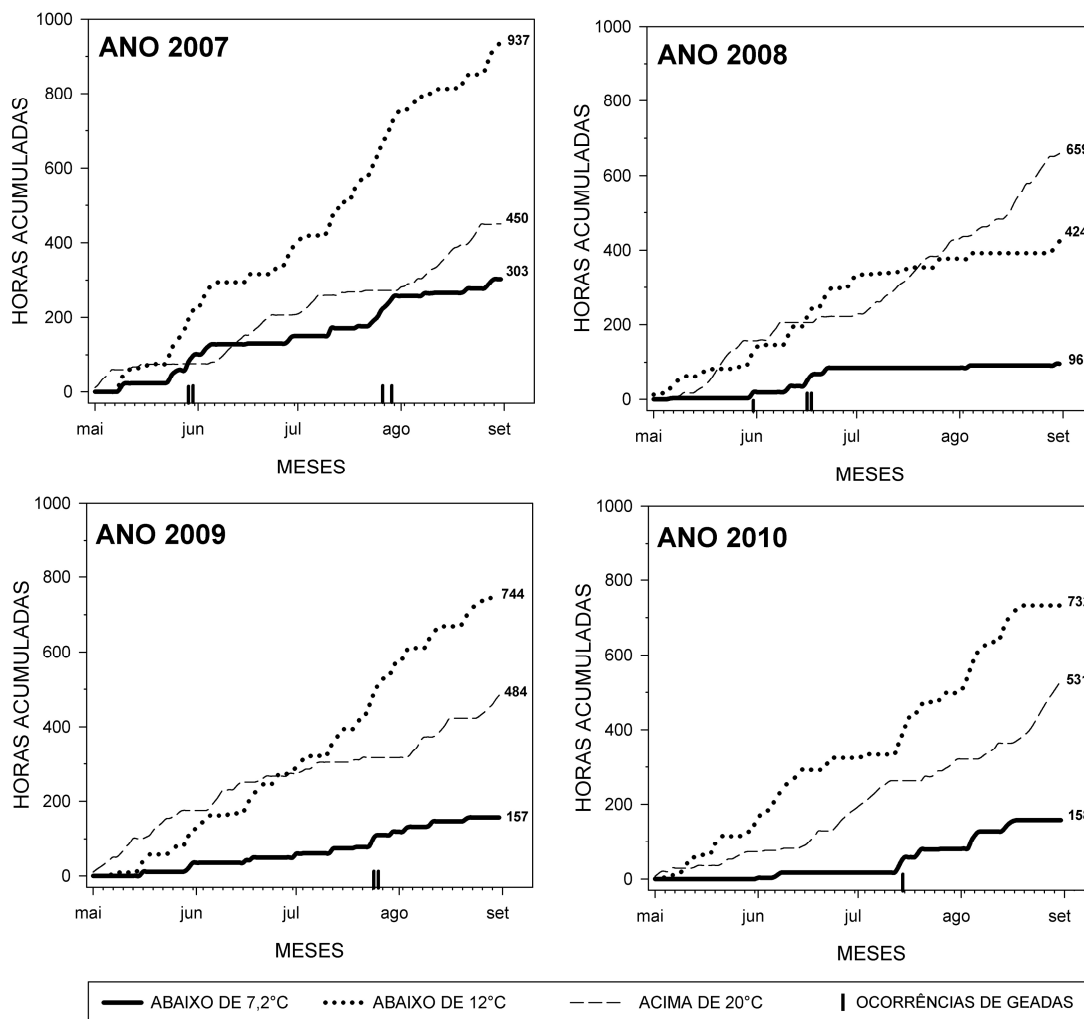 ANO 2007
HORAS ACUMULADAS
1000
800
600
400
200
0
937
450
303
mai jun jul ago set
MESES
ANO 2008
HORAS ACUMULADAS
1000
800
600
400
200
0
659
424
96
mai jun jul ago set
MESES
ANO 2009
HORAS ACUMULADAS
1000
800
600
400
200
0
744
484
157
mai jun jul ago set
MESES
ANO 2010
HORAS ACUMULADAS
1000
800
600
400
200
0
531
158
mai jun jul ago set
MESES
ABAIXO DE 7,2°C ABAIXO DE 12°C ACIMA DE 20°C OCORRÊNCIAS DE GEADAS